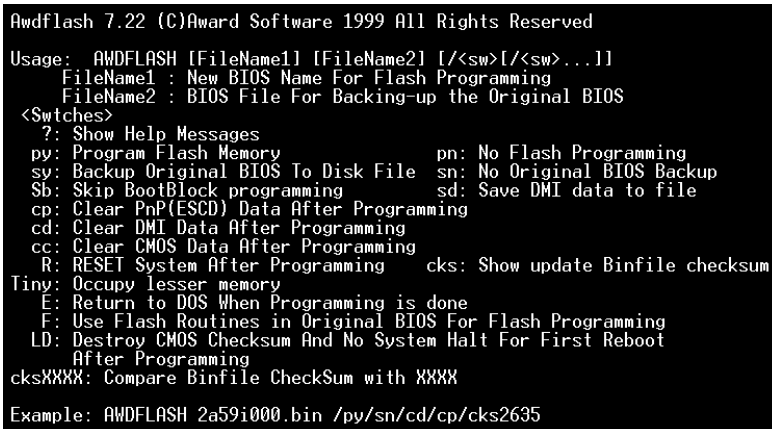 Awdflash 7.22 (C)Award Software 1999 All Rights Reserved
Usage: AWDFLASH [FileName1] [FileName2] [/<sw>[/<sw>...]]
FileName1 : New BIOS Name For Flash Programming
FileName2 : BIOS File For Backing-up the Original BIOS
<Swtches>
?: Show Help Messages
py: Program Flash Memory pn: No Flash Programming
sy: Backup Original BIOS To Disk File sn: No Original BIOS Backup
Sb: Skip BootBlock programming sd: Save DMI data to file
cp: Clear PnP(ESCD) Data After Programming
cd: Clear DMI Data After Programming
cc: Clear CMOS Data After Programming
R: RESET System After Programming cks: Show update Binfile checksum
Tiny: Occupy lesser memory
E: Return to DOS When Programming is done
F: Use Flash Routines in Original BIOS For Flash Programming
LD: Destroy CMOS Checksum And No System Halt For First Reboot
After Programming
cksXXXX: Compare Binfile CheckSum with XXXX
Example: AWDFLASH 2a59i000.bin /py/sn/cd/cp/cks2635